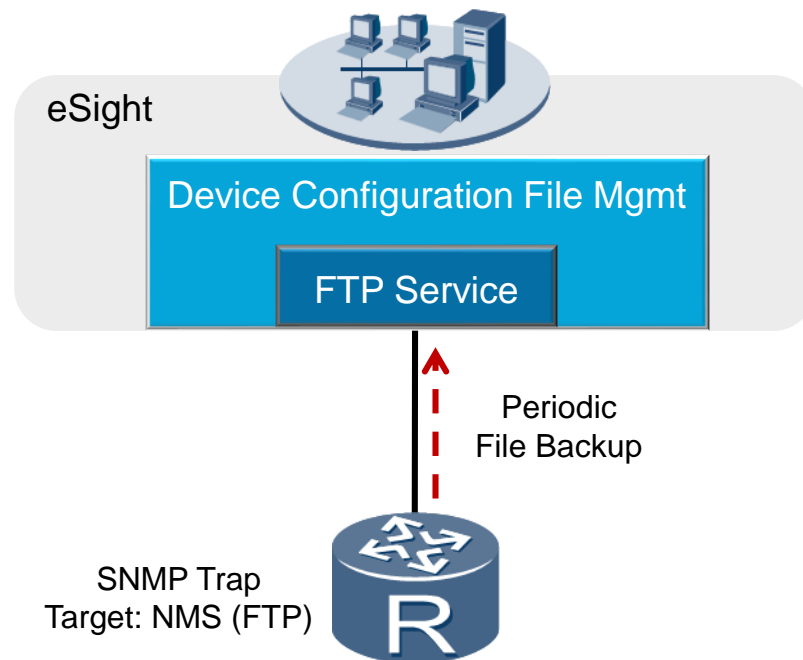 eSight
Device Configuration File Mgmt
FTP Service
Periodic
File Backup
SNMP Trap
Target: NMS (FTP)
R